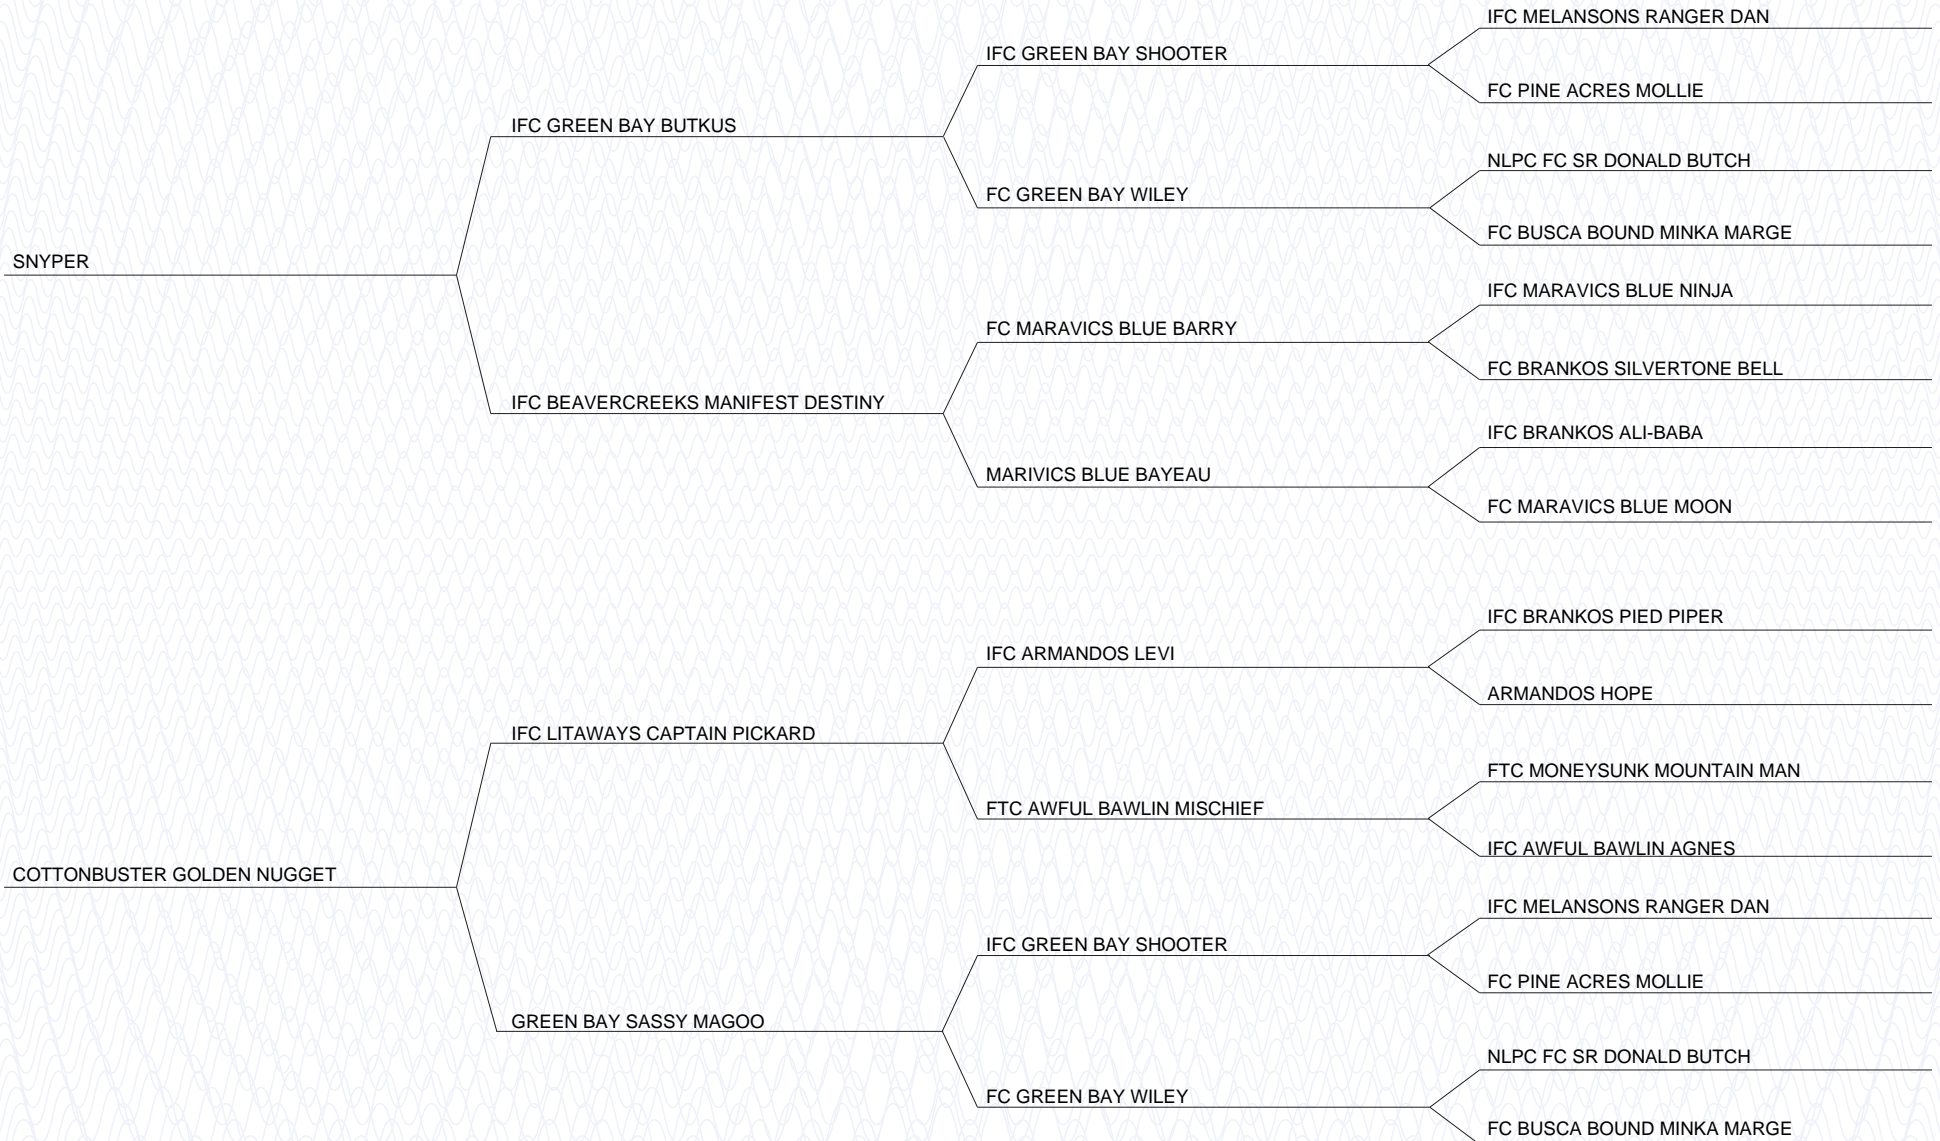 IFC MELANSONS RANGER DAN
IFC GREEN BAY SHOOTER
FC PINE ACRES MOLLIE
IFC GREEN BAY BUTKUS
NLPC FC SR DONALD BUTCH
FC GREEN BAY WILEY
FC BUSCA BOUND MINKA MARGE
SNYPER
IFC MARAVICS BLUE NINJA
FC MARAVICS BLUE BARRY
FC BRANKOS SILVERTONE BELL
IFC BEAVERCREEKS MANIFEST DESTINY
IFC BRANKOS ALI-BABA
MARIVICS BLUE BAYEAU
FC MARAVICS BLUE MOON
IFC BRANKOS PIED PIPER
IFC ARMANDOS LEVI
ARMANDOS HOPE
IFC LITAWAYS CAPTAIN PICKARD
FTC MONEYSUNK MOUNTAIN MAN
FTC AWFUL BAWLIN MISCHIEF
IFC AWFUL BAWLIN AGNES
COTTONBUSTER GOLDEN NUGGET
IFC MELANSONS RANGER DAN
IFC GREEN BAY SHOOTER
FC PINE ACRES MOLLIE
GREEN BAY SASSY MAGOO
NLPC FC SR DONALD BUTCH
FC GREEN BAY WILEY
FC BUSCA BOUND MINKA MARGE